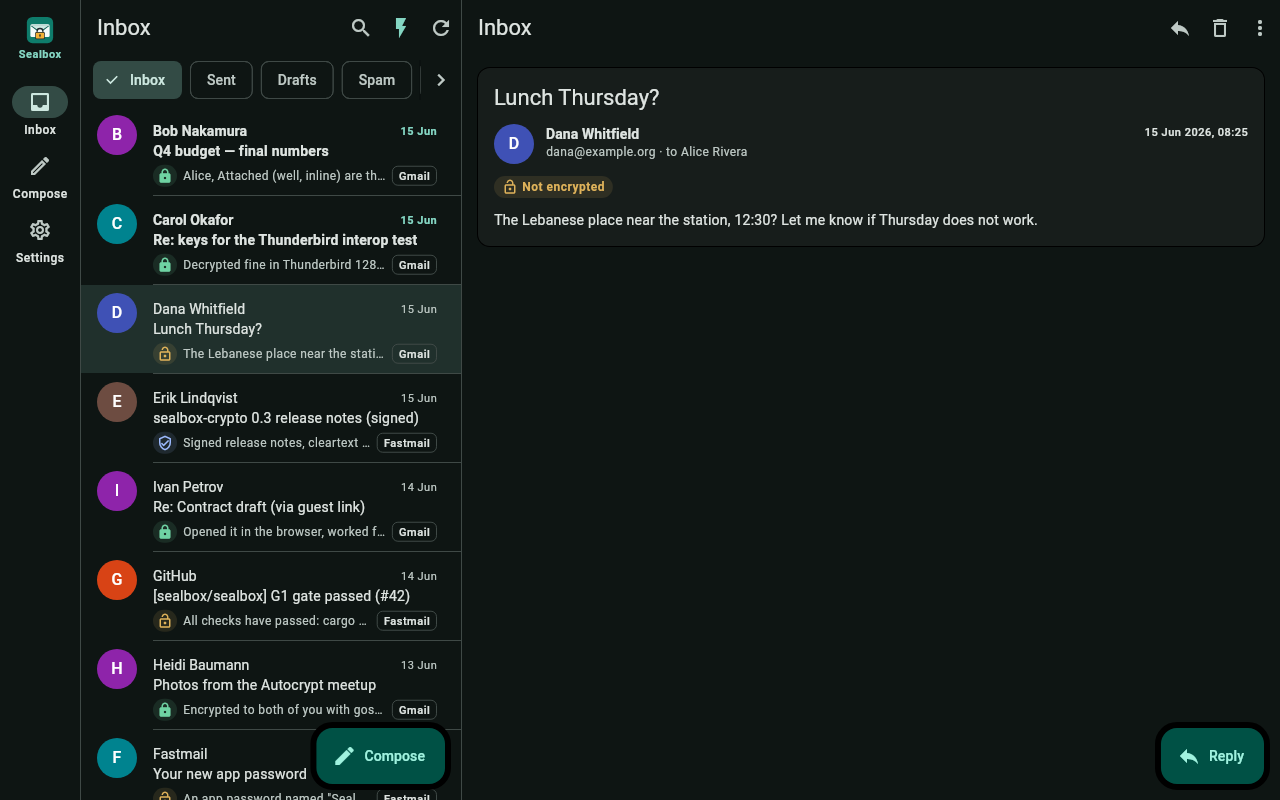 Sealbox
Inbox
Compose
Settings
Inbox
Inbox
Sent
Drafts
Spam
B
Bob Nakamura
15 Jun
Q4 budget — final numbers
Alice, Attached (well, inline) are th…
Gmail
C
Carol Okafor
15 Jun
Re: keys for the Thunderbird interop test
Decrypted fine in Thunderbird 128…
Gmail
D
Dana Whitfield
15 Jun
Lunch Thursday?
The Lebanese place near the stati…
Gmail
E
Erik Lindqvist
15 Jun
sealbox-crypto 0.3 release notes (signed)
Signed release notes, cleartext …
Fastmail
I
Ivan Petrov
14 Jun
Re: Contract draft (via guest link)
Opened it in the browser, worked f…
Gmail
G
GitHub
14 Jun
[sealbox/sealbox] G1 gate passed (#42)
All checks have passed: cargo …
Fastmail
H
Heidi Baumann
13 Jun
Photos from the Autocrypt meetup
Encrypted to both of you with gos…
Gmail
F
Fastmail
Your new app password
An app password named "Seal…
Fastmail
Compose
Inbox
Lunch Thursday?
D
Dana Whitfield
15 Jun 2026, 08:25
dana@example.org · to Alice Rivera
Not encrypted
The Lebanese place near the station, 12:30? Let me know if Thursday does not work.
Reply